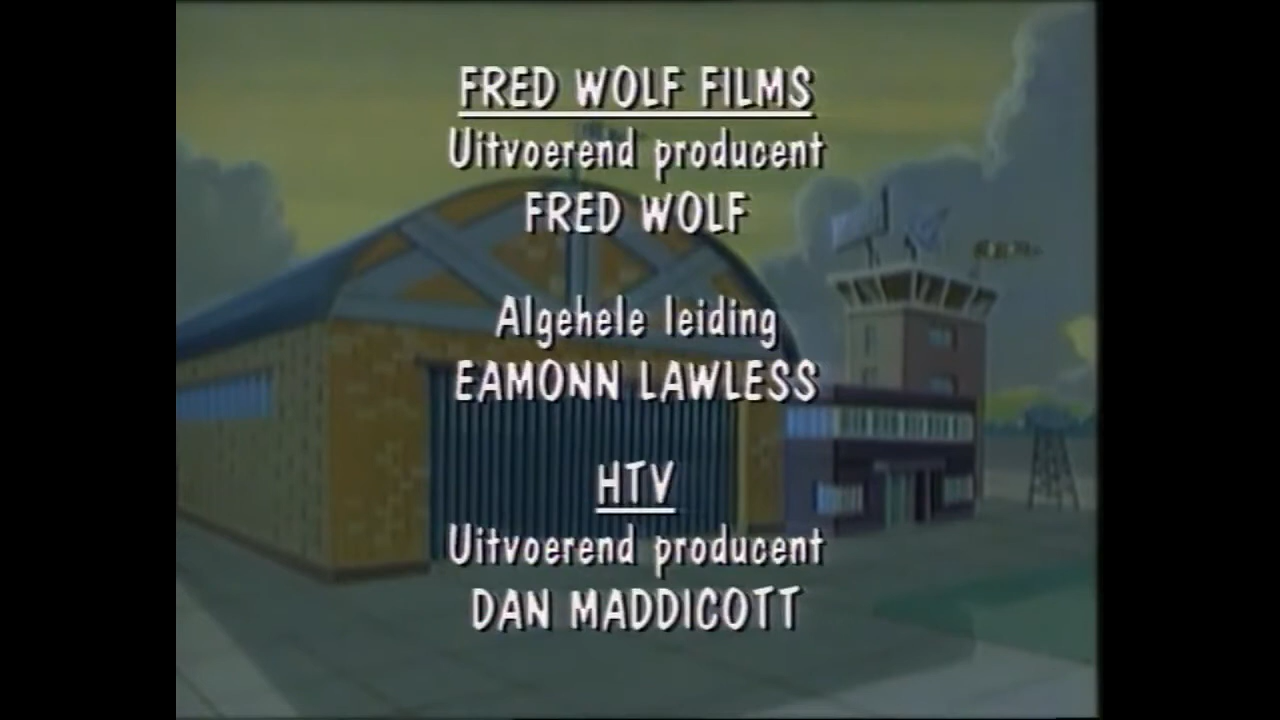 FRED WOLF FILMS
Uitvoerend producent
FRED WOLF
Algehele leiding
EAMONN LAWLESS
HTV
Uitvoerend producent
DAN MADDICOTT